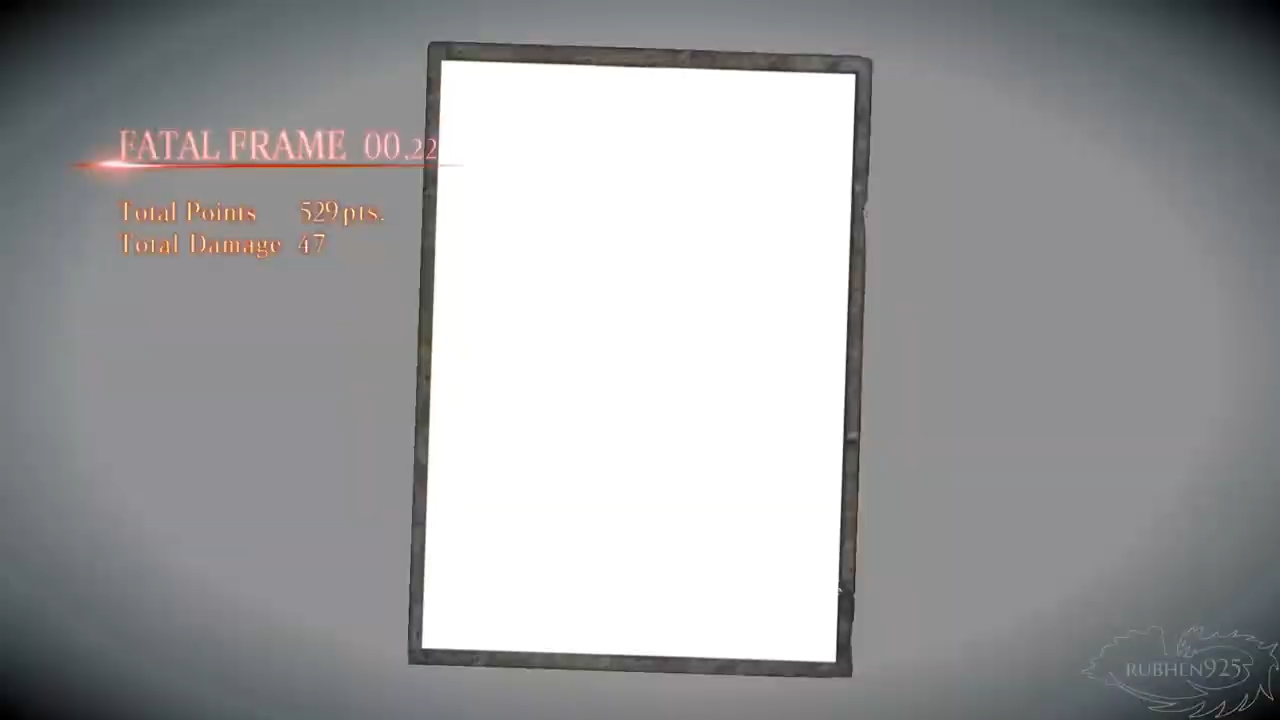 FATAL FRAME 00.22
Total Points 529pts.
Total Damage 47
RUBHEN925